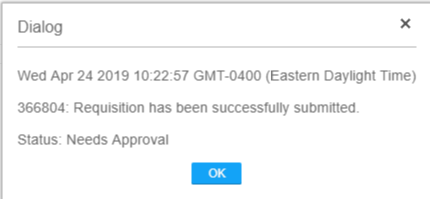 Dialog
×
Wed Apr 24 2019 10:22:57 GMT-0400 (Eastern Daylight Time)
366804: Requisition has been successfully submitted.
Status: Needs Approval
OK